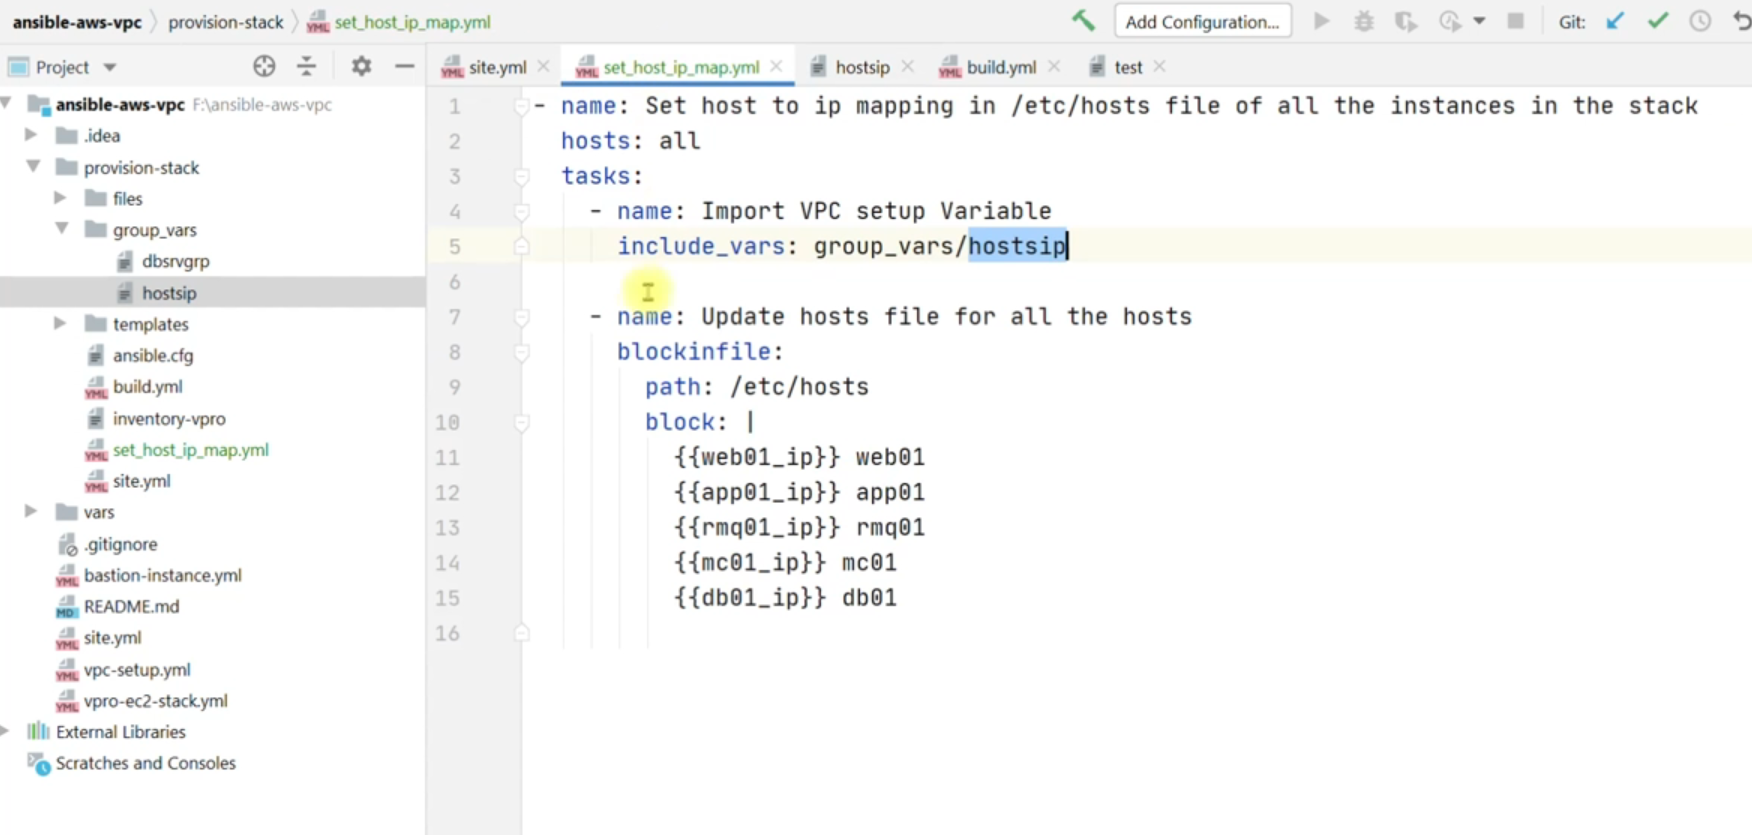 ansible-aws-vpc provision-stack set_host_ip_map.yml Add Configuration... Git:
Project site.yml set_host_ip_map.yml hostsip build.yml test
ansible-aws-vpc F:\ansible-aws-vpc
.idea
provision-stack
files
group_vars
dbsrvgrp
hostsip
templates
ansible.cfg
build.yml
inventory-vpro
set_host_ip_map.yml
site.yml
vars
.gitignore
bastion-instance.yml
README.md
site.yml
vpc-setup.yml
vpro-ec2-stack.yml
External Libraries
Scratches and Consoles
1 - name: Set host to ip mapping in /etc/hosts file of all the instances in the stack
2 hosts: all
3 tasks:
4 - name: Import VPC setup Variable
5 include_vars: group_vars/hostsip
6
7 - name: Update hosts file for all the hosts
8 blockinfile:
9 path: /etc/hosts
10 block: |
11 {{web01_ip}} web01
12 {{app01_ip}} app01
13 {{rmq01_ip}} rmq01
14 {{mc01_ip}} mc01
15 {{db01_ip}} db01
16